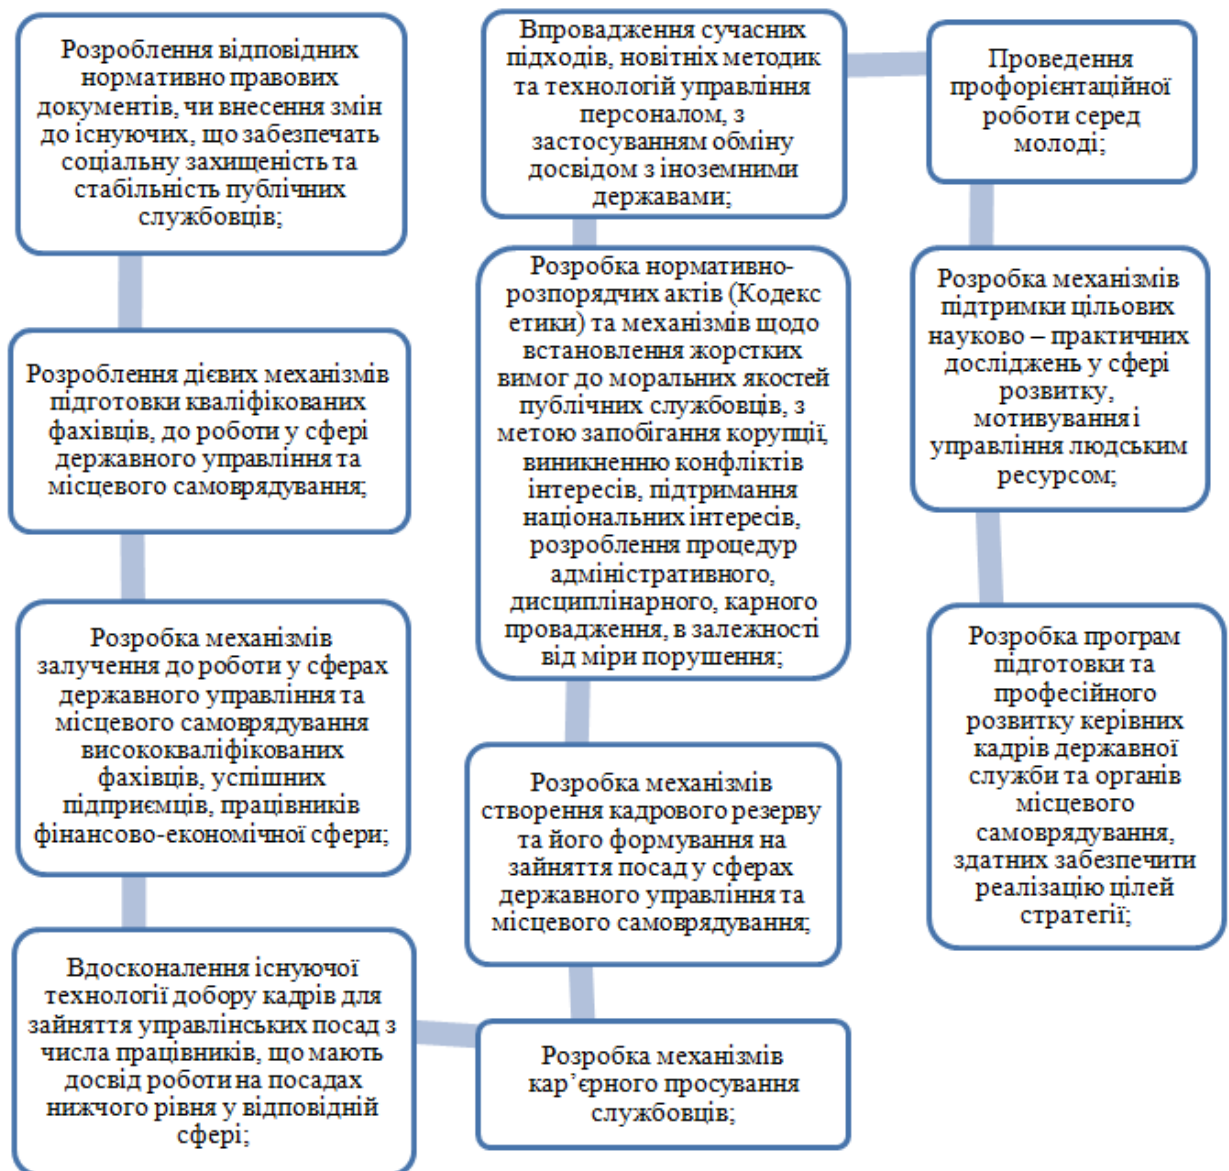 Розроблення відповідних
нормативно правових
документів, чи внесення змін
до існуючих, що забезпечать
соціальну захищеність та
стабільність публічних
службовців;
Розроблення дієвих механізмів
підготовки кваліфікованих
фахівців, до роботи у сфері
державного управління та
місцевого самоврядування;
Розробка механізмів
залучення до роботи у сферах
державного управління та
місцевого самоврядування
висококваліфікованих
фахівців, успішних
підприємців, працівників
фінансово-економічної сфери;
Вдосконалення існуючої
технології добору кадрів для
зайняття управлінських посад з
числа працівників, що мають
досвід роботи на посадах
нижчого рівня у відповідній
сфері;
Розробка механізмів
кар’єрного просування
службовців;
Розробка механізмів
створення кадрового резерву
та його формування на
зайняття посад у сферах
державного управління та
місцевого самоврядування;
Розробка нормативно-
розпорядчих актів (Кодекс
етики) та механізмів щодо
встановлення жорстких
вимог до моральних якостей
публічних службовців, з
метою запобігання корупції,
виникненню конфліктів
інтересів, підтримання
національних інтересів,
розроблення процедур
адміністративного,
дисциплінарного, карного
провадження, в залежності
від міри порушення;
Впровадження сучасних
підходів, новітніх методик
та технологій управління
персоналом, з
застосуванням обміну
досвідом з іноземними
державами;
Проведення
профорієнтаційної
роботи серед
молоді;
Розробка механізмів
підтримки цільових
науково – практичних
досліджень у сфері
розвитку,
мотивування і
управління людським
ресурсом;
Розробка програм
підготовки та
професійного
розвитку керівних
кадрів державної
служби та органів
місцевого
самоврядування,
здатних забезпечити
реалізацію цілей
стратегії;